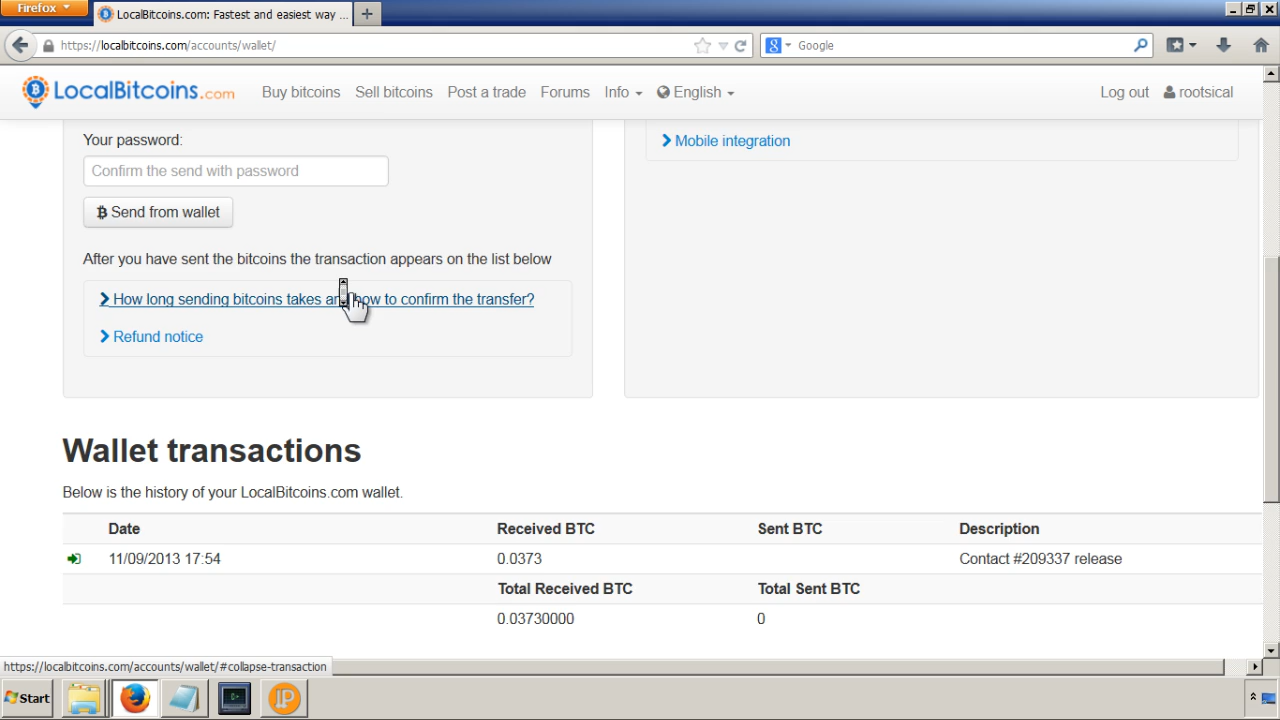 Firefox
LocalBitcoins.com: Fastest and easiest way ...
https://localbitcoins.com/accounts/wallet/
Google
LocalBitcoins.com
Buy bitcoins
Sell bitcoins
Post a trade
Forums
Info
English
Log out
rootsical
Your password:
Confirm the send with password
Send from wallet
After you have sent the bitcoins the transaction appears on the list below
How long sending bitcoins takes and how to confirm the transfer?
Refund notice
Mobile integration
Wallet transactions
Below is the history of your LocalBitcoins.com wallet.
Date Received BTC Sent BTC Description
11/09/2013 17:54 0.0373 Contact #209337 release
Total Received BTC Total Sent BTC
0.03730000 0
https://localbitcoins.com/accounts/wallet/#collapse-transaction
Start